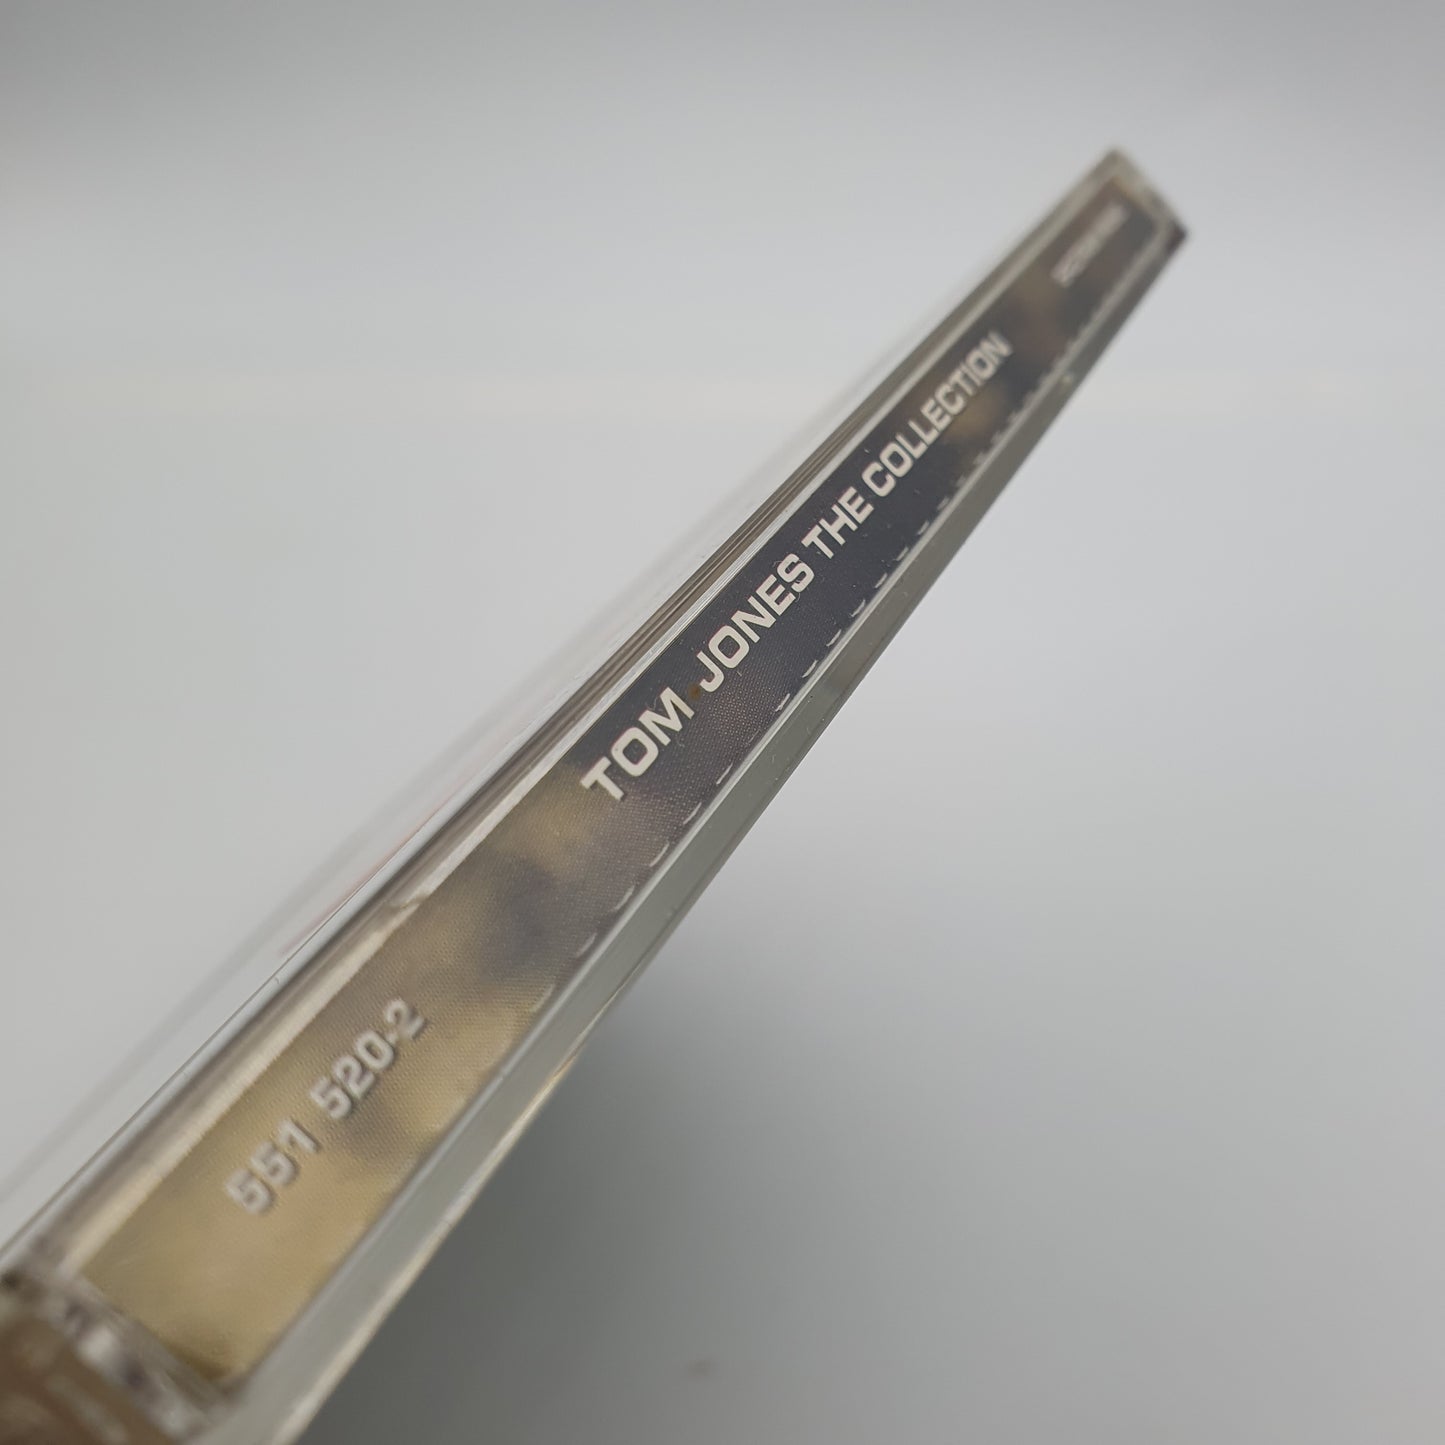 551 520-2
TOM JONES THE COLLECTION